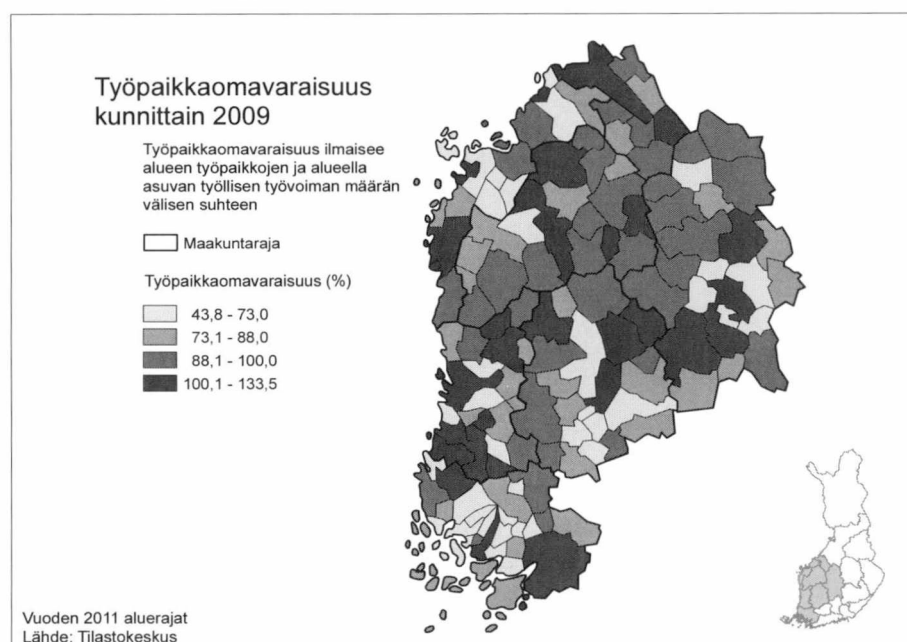 Työpaikkaomavaraisuus
kunnittain 2009
Työpaikkaomavaraisuus ilmaisee
alueen työpaikkojen ja alueella
asuvan työllisen työvoiman määrän
välisen suhteen
Maakuntaraja
Työpaikkaomavaraisuus (%)
43,8 - 73,0
73,1 - 88,0
88,1 - 100,0
100,1 - 133,5
Vuoden 2011 aluerajat
Lähde: Tilastokeskus